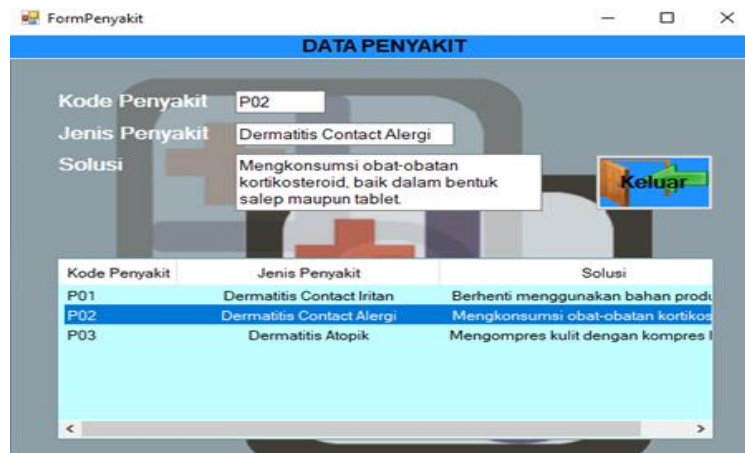 FormPenyakit
DATA PENYAKIT
Kode Penyakit P02
Jenis Penyakit Dermatitis Contact Alergi
Solusi Mengkonsumsi obat-obatan
kortikosteroid, baik dalam bentuk
salep maupun tablet.
Keluar
Kode Penyakit Jenis Penyakit Solusi
P01 Dermatitis Contact Iritan Berhenti menggunakan bahan produ
P02 Dermatitis Contact Alergi Mengkonsumsi obat-obatan kortikos
P03 Dermatitis Atopik Mengompres kulit dengan kompres